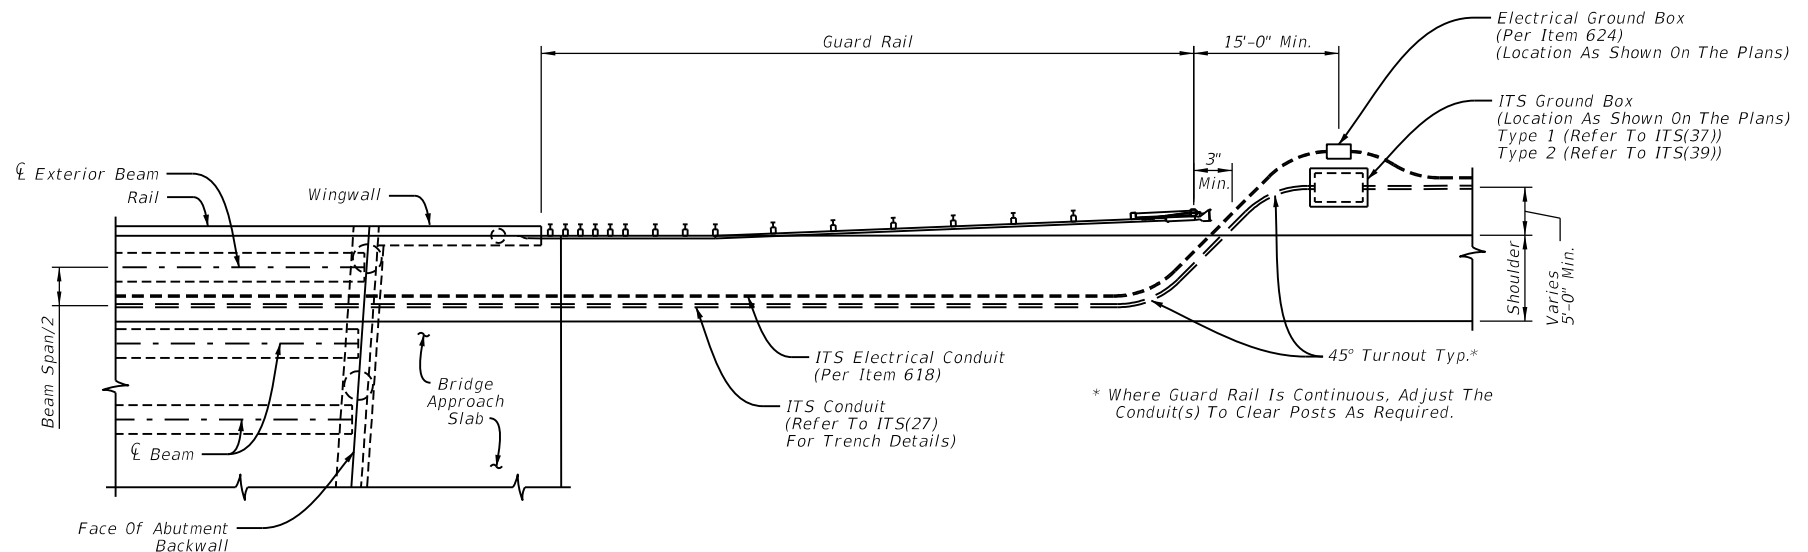 Electrical Ground Box
(Per Item 624)
(Location As Shown On The Plans)
Guard Rail
15'-0" Min.
ITS Ground Box
(Location As Shown On The Plans)
Type 1 (Refer To ITS(37))
Type 2 (Refer To ITS(39))
3"
Min.
℄ Exterior Beam
Rail
Wingwall
Shoulder
Varies
5'-0" Min.
Beam Span/2
ITS Electrical Conduit
(Per Item 618)
45° Turnout Typ.*
Bridge
Approach
Slab
ITS Conduit
(Refer To ITS(27)
For Trench Details)
* Where Guard Rail Is Continuous, Adjust The
Conduit(s) To Clear Posts As Required.
℄ Beam
Face Of Abutment
Backwall